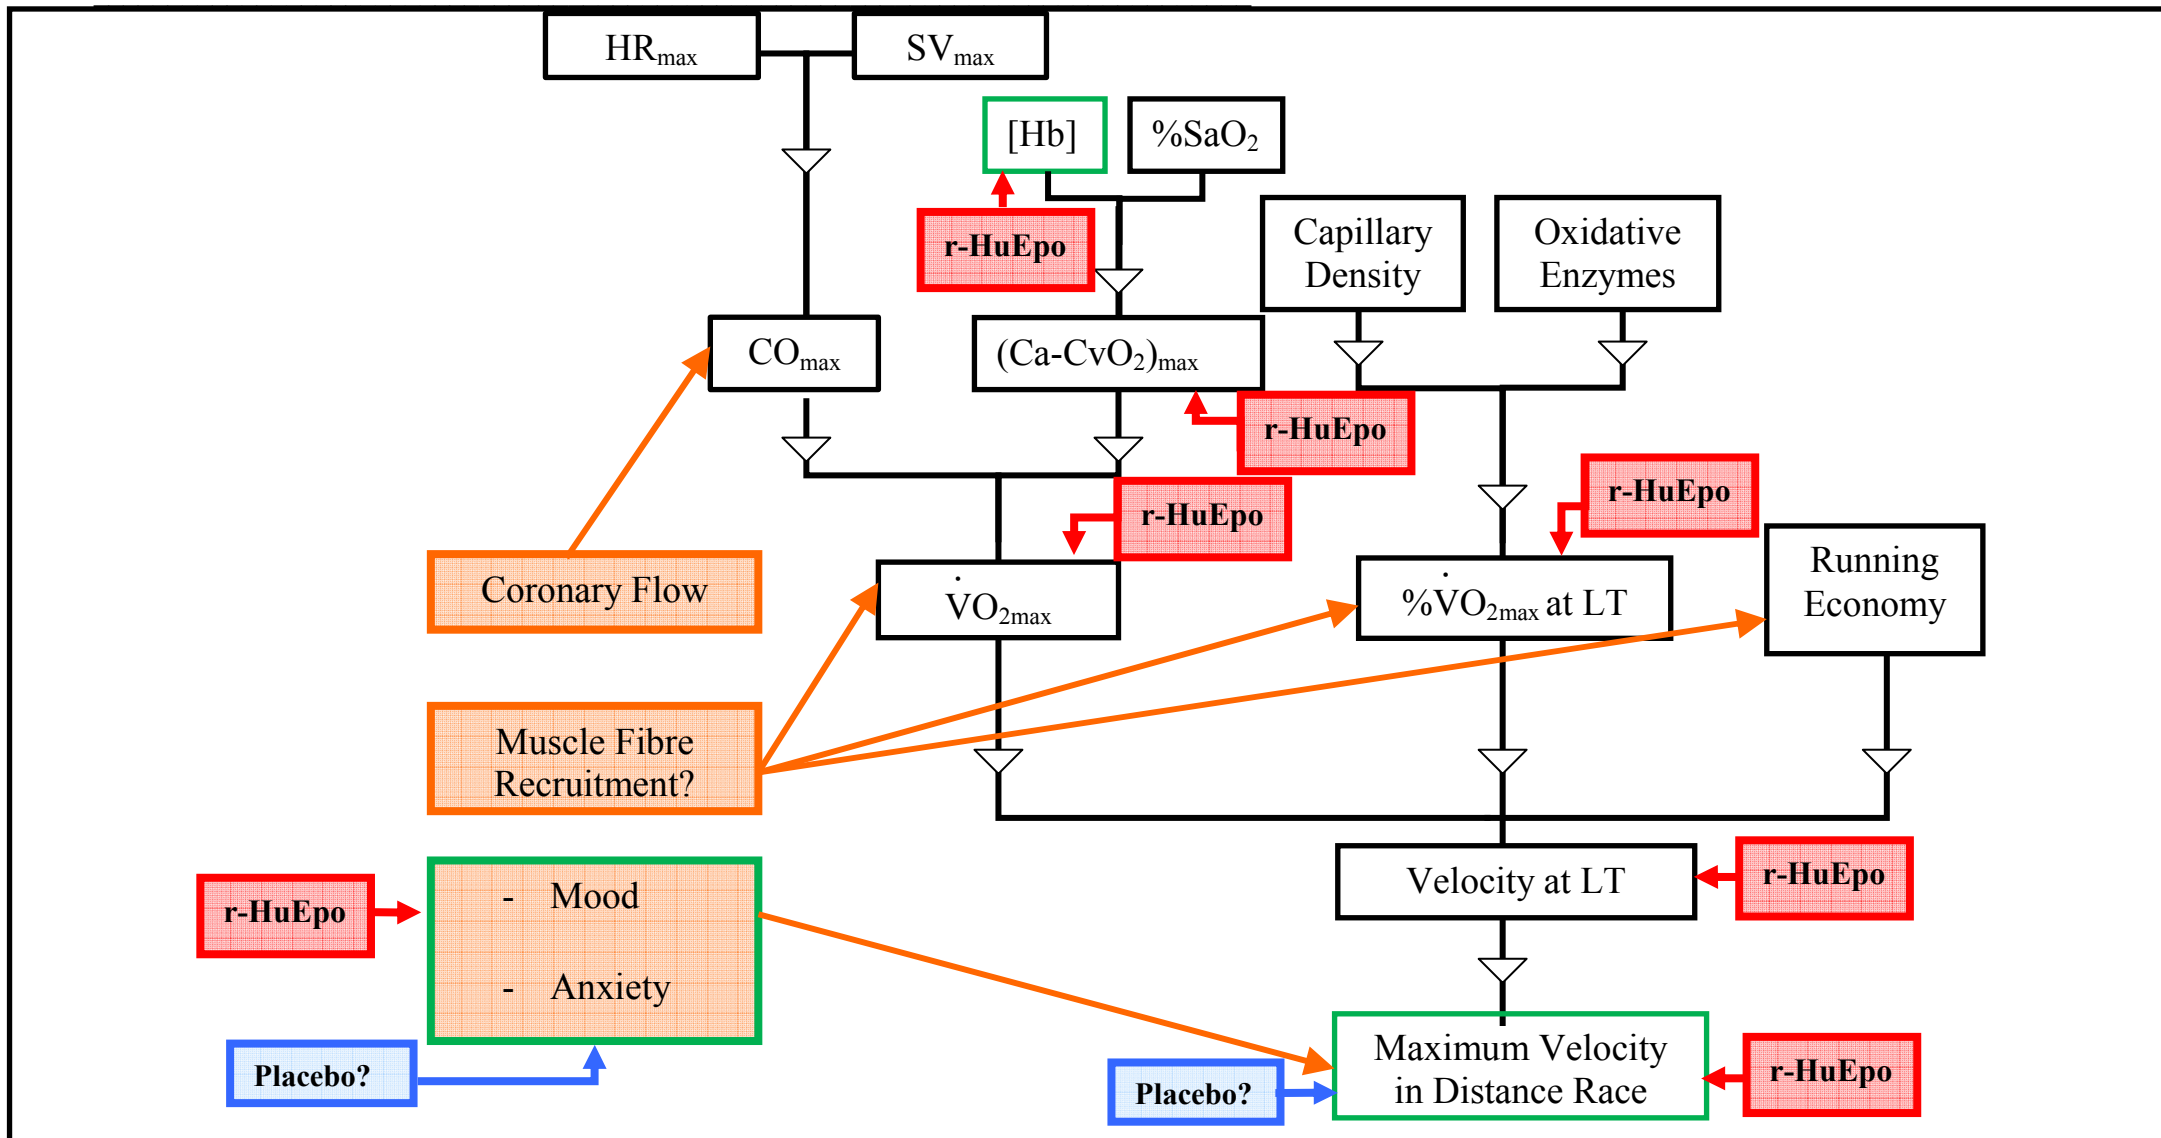 HRmax
SVmax
[Hb]
%SaO2
r-HuEpo
Capillary
Density
Oxidative
Enzymes
COmax
(Ca-CvO2)max
r-HuEpo
r-HuEpo
r-HuEpo
Coronary Flow
V̇O2max
%V̇O2max at LT
Running
Economy
Muscle Fibre
Recruitment?
r-HuEpo
- Mood
- Anxiety
Velocity at LT
r-HuEpo
Placebo?
Placebo?
Maximum Velocity
in Distance Race
r-HuEpo